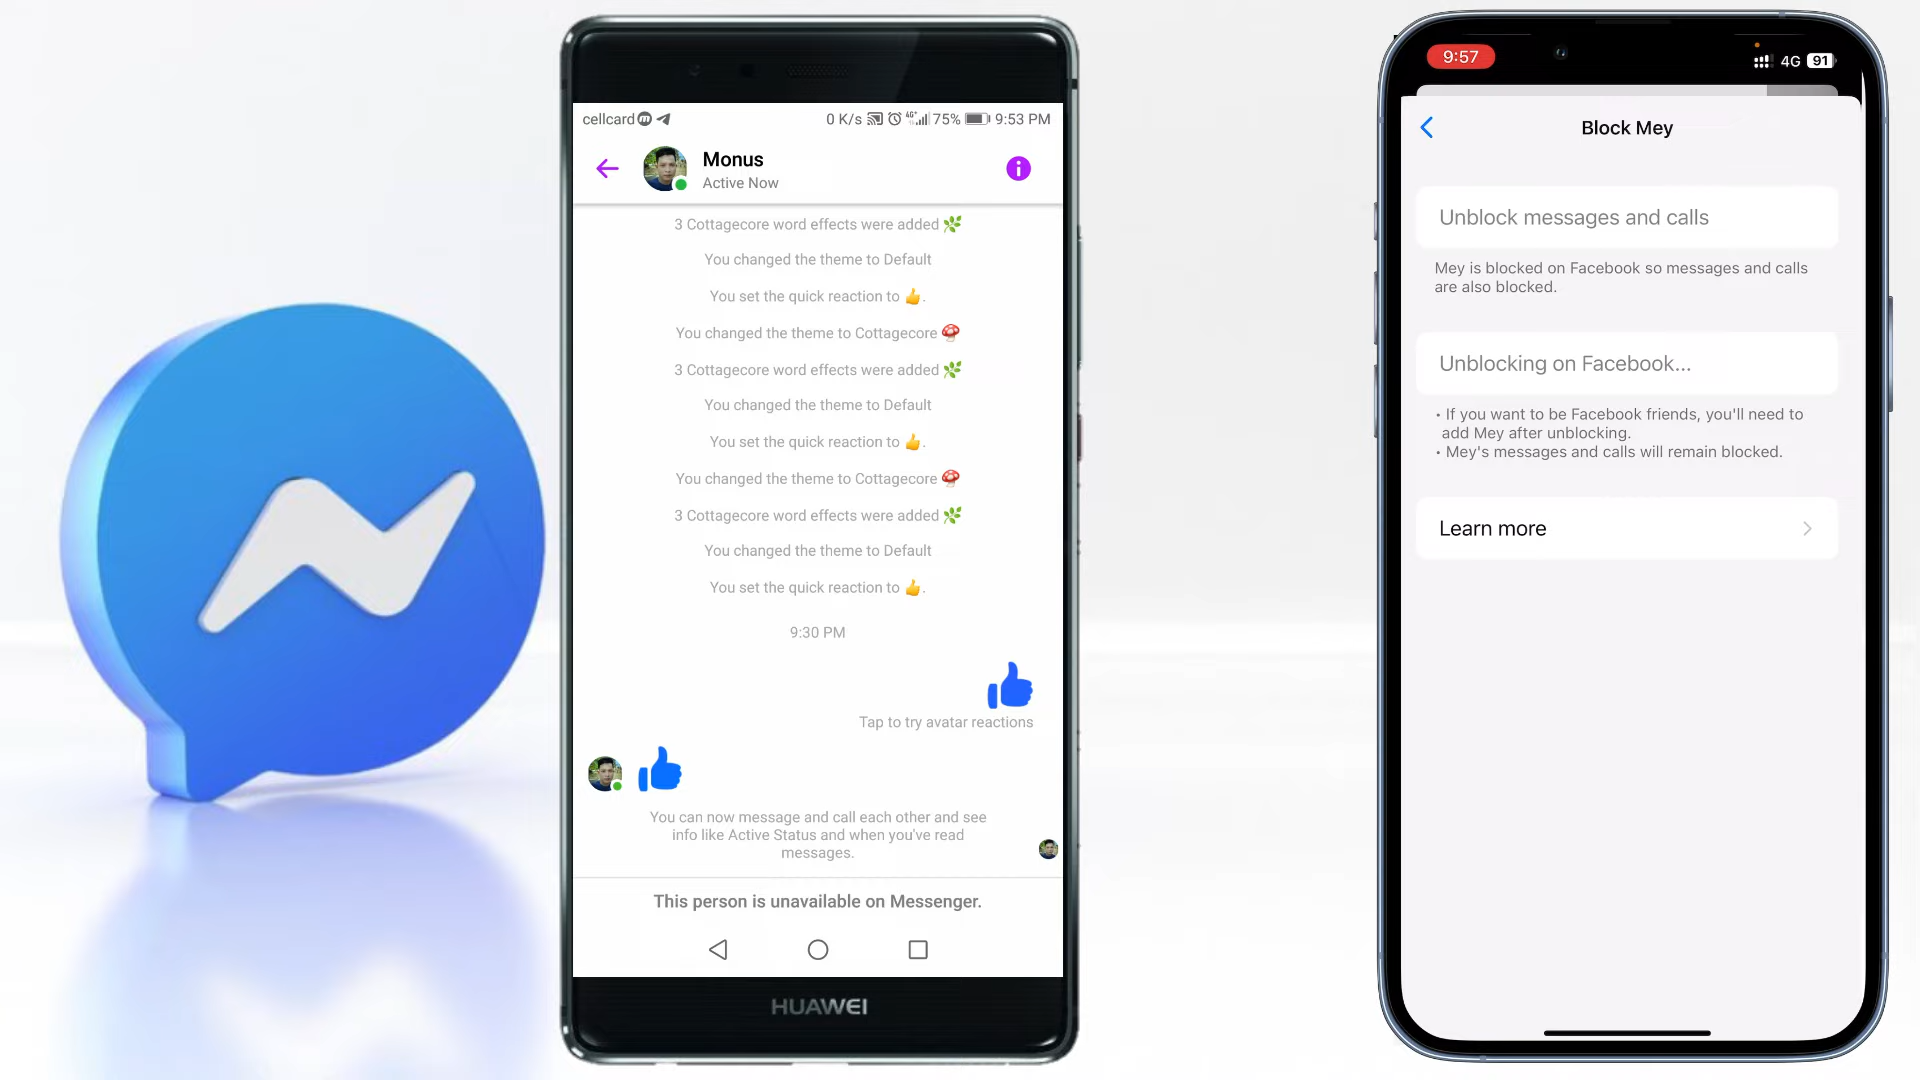 cellcard
0 K/s 4G 75% 9:53 PM
Monus
Active Now
3 Cottagecore word effects were added 🌿
You changed the theme to Default
You set the quick reaction to 👍.
You changed the theme to Cottagecore 🍄
3 Cottagecore word effects were added 🌿
You changed the theme to Default
You set the quick reaction to 👍.
You changed the theme to Cottagecore 🍄
3 Cottagecore word effects were added 🌿
You changed the theme to Default
You set the quick reaction to 👍.
9:30 PM
Tap to try avatar reactions
You can now message and call each other and see
info like Active Status and when you've read
messages.
This person is unavailable on Messenger.
HUAWEI
9:57
4G 91
Block Mey
Unblock messages and calls
Mey is blocked on Facebook so messages and calls
are also blocked.
Unblocking on Facebook...
• If you want to be Facebook friends, you'll need to
add Mey after unblocking.
• Mey's messages and calls will remain blocked.
Learn more